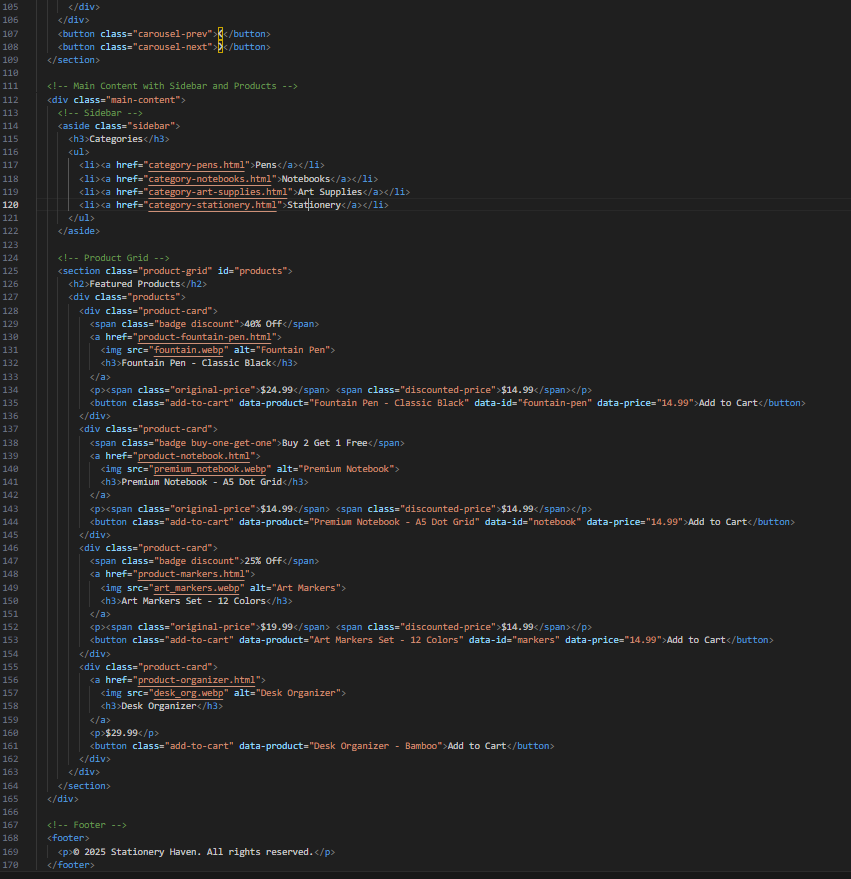 105 </div>
106 </div>
107 <button class="carousel-prev">❮</button>
108 <button class="carousel-next">❯</button>
109 </section>
110
111 <!-- Main Content with Sidebar and Products -->
112 <div class="main-content">
113 <!-- Sidebar -->
114 <aside class="sidebar">
115 <h3>Categories</h3>
116 <ul>
117 <li><a href="category-pens.html">Pens</a></li>
118 <li><a href="category-notebooks.html">Notebooks</a></li>
119 <li><a href="category-art-supplies.html">Art Supplies</a></li>
120 <li><a href="category-stationery.html">Stationery</a></li>
121 </ul>
122 </aside>
123
124 <!-- Product Grid -->
125 <section class="product-grid" id="products">
126 <h2>Featured Products</h2>
127 <div class="products">
128 <div class="product-card">
129 <span class="badge discount">40% Off</span>
130 <a href="product-fountain-pen.html">
131 <img src="fountain.webp" alt="Fountain Pen">
132 <h3>Fountain Pen - Classic Black</h3>
133 </a>
134 <p><span class="original-price">$24.99</span> <span class="discounted-price">$14.99</span></p>
135 <button class="add-to-cart" data-product="Fountain Pen - Classic Black" data-id="fountain-pen" data-price="14.99">Add to Cart</button>
136 </div>
137 <div class="product-card">
138 <span class="badge buy-one-get-one">Buy 2 Get 1 Free</span>
139 <a href="product-notebook.html">
140 <img src="premium_notebook.webp" alt="Premium Notebook">
141 <h3>Premium Notebook - A5 Dot Grid</h3>
142 </a>
143 <p><span class="original-price">$14.99</span> <span class="discounted-price">$14.99</span></p>
144 <button class="add-to-cart" data-product="Premium Notebook - A5 Dot Grid" data-id="notebook" data-price="14.99">Add to Cart</button>
145 </div>
146 <div class="product-card">
147 <span class="badge discount">25% Off</span>
148 <a href="product-markers.html">
149 <img src="art_markers.webp" alt="Art Markers">
150 <h3>Art Markers Set - 12 Colors</h3>
151 </a>
152 <p><span class="original-price">$19.99</span> <span class="discounted-price">$14.99</span></p>
153 <button class="add-to-cart" data-product="Art Markers Set - 12 Colors" data-id="markers" data-price="14.99">Add to Cart</button>
154 </div>
155 <div class="product-card">
156 <a href="product-organizer.html">
157 <img src="desk_org.webp" alt="Desk Organizer">
158 <h3>Desk Organizer</h3>
159 </a>
160 <p>$29.99</p>
161 <button class="add-to-cart" data-product="Desk Organizer - Bamboo">Add to Cart</button>
162 </div>
163 </div>
164 </section>
165 </div>
166
167 <!-- Footer -->
168 <footer>
169 <p>© 2025 Stationery Haven. All rights reserved.</p>
170 </footer>